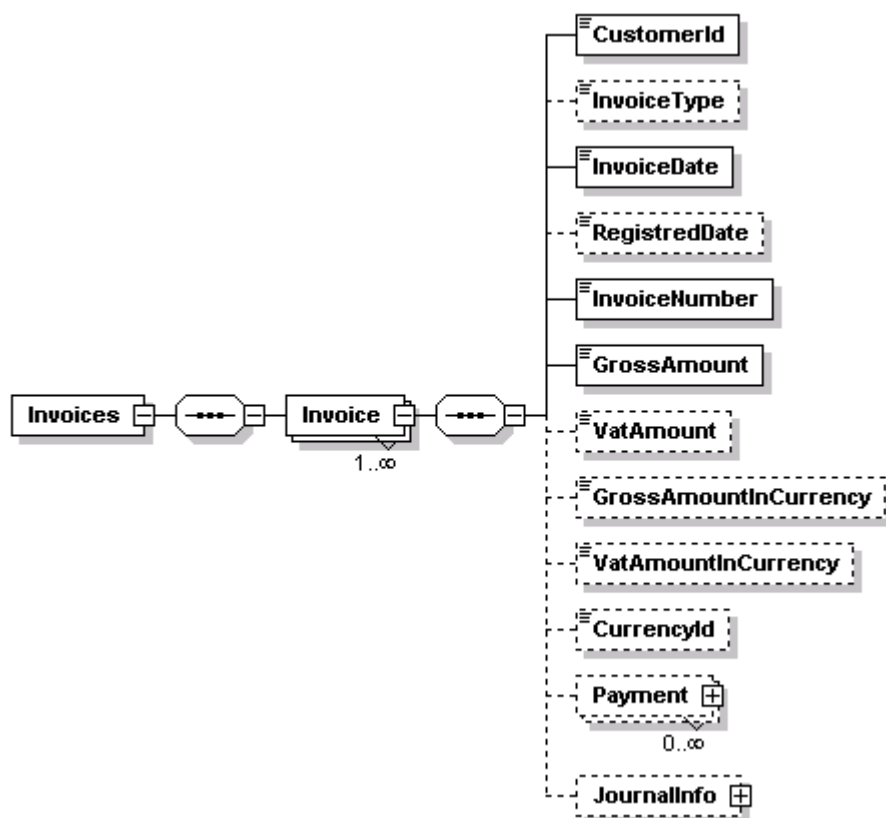 CustomerId
InvoiceType
InvoiceDate
RegistredDate
InvoiceNumber
GrossAmount
Invoices
Invoice
1..∞
VatAmount
GrossAmountInCurrency
VatAmountInCurrency
CurrencyId
Payment
0..∞
JournalInfo